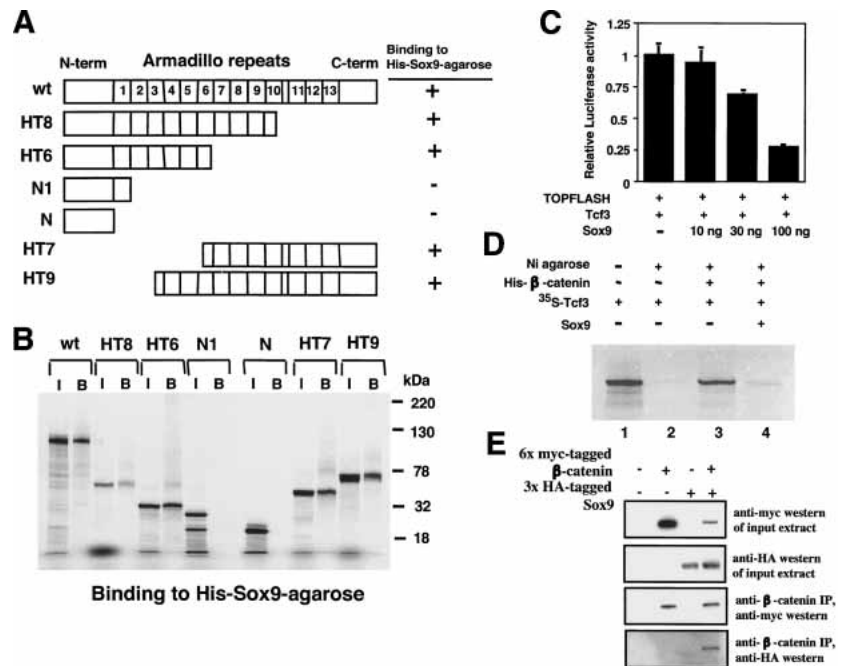 A
N-term Armadillo repeats C-term
Binding to
His-Sox9-agarose
wt 1 2 3 4 5 6 7 8 9 10 11 12 13 +
HT8 +
HT6 +
N1 -
N -
HT7 +
HT9 +
B
wt HT8 HT6 N1 N HT7 HT9
I B I B I B I B I B I B I B
kDa
220
130
78
32
18
Binding to His-Sox9-agarose
C
Relative Luciferase activity
1.25
1
0.75
0.5
0.25
0
TOPFLASH + + + +
Tcf3 + + + +
Sox9 - 10 ng 30 ng 100 ng
D
Ni agarose - + + +
His-β-catenin - - + +
35S-Tcf3 + + + +
Sox9 - - - +
1 2 3 4
E
6x myc-tagged
β-catenin - + - +
3x HA-tagged - - + +
Sox9
anti-myc western
of input extract
anti-HA western
of input extract
anti-β-catenin IP,
anti-myc western
anti-β-catenin IP,
anti-HA western